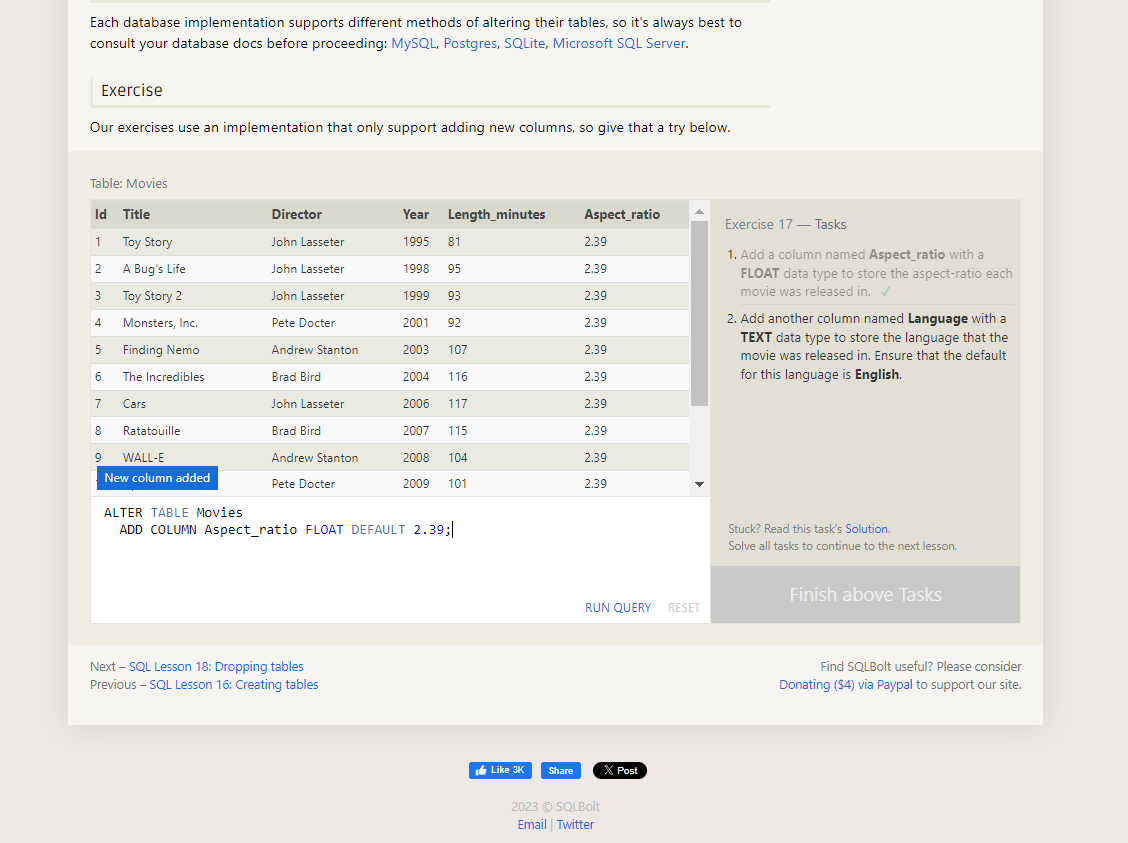 Each database implementation supports different methods of altering their tables, so it's always best to
consult your database docs before proceeding: MySQL, Postgres, SQLite, Microsoft SQL Server.
Exercise
Our exercises use an implementation that only support adding new columns, so give that a try below.
Table: Movies
Id Title Director Year Length_minutes Aspect_ratio
1 Toy Story John Lasseter 1995 81 2.39
2 A Bug's Life John Lasseter 1998 95 2.39
3 Toy Story 2 John Lasseter 1999 93 2.39
4 Monsters, Inc. Pete Docter 2001 92 2.39
5 Finding Nemo Andrew Stanton 2003 107 2.39
6 The Incredibles Brad Bird 2004 116 2.39
7 Cars John Lasseter 2006 117 2.39
8 Ratatouille Brad Bird 2007 115 2.39
9 WALL-E Andrew Stanton 2008 104 2.39
Pete Docter 2009 101 2.39
New column added
ALTER TABLE Movies
ADD COLUMN Aspect_ratio FLOAT DEFAULT 2.39;
RUN QUERY RESET
Exercise 17 — Tasks
1. Add a column named Aspect_ratio with a
FLOAT data type to store the aspect-ratio each
movie was released in. ✓
2. Add another column named Language with a
TEXT data type to store the language that the
movie was released in. Ensure that the default
for this language is English.
Stuck? Read this task's Solution.
Solve all tasks to continue to the next lesson.
Finish above Tasks
Next – SQL Lesson 18: Dropping tables
Previous – SQL Lesson 16: Creating tables
Find SQLBolt useful? Please consider
Donating ($4) via Paypal to support our site.
Like 3K Share X Post
2023 © SQLBolt
Email | Twitter